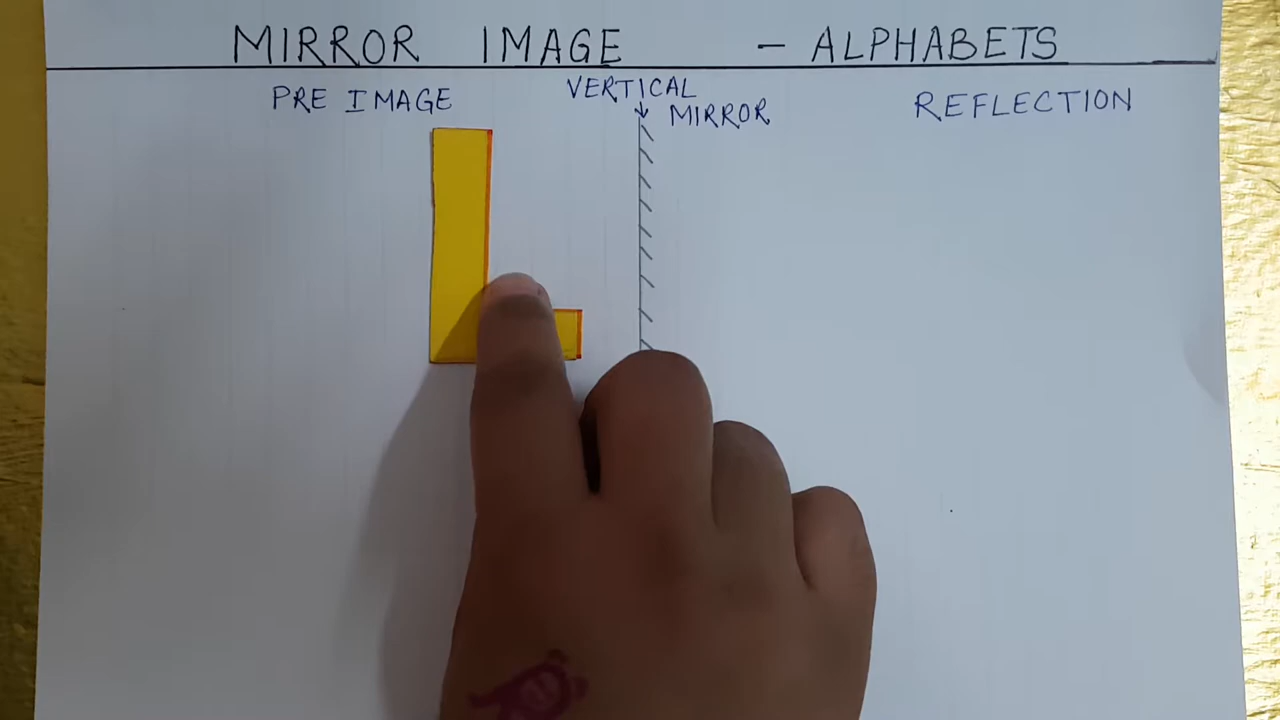 MIRROR IMAGE - ALPHABETS
PRE IMAGE
VERTICAL
MIRROR
REFLECTION